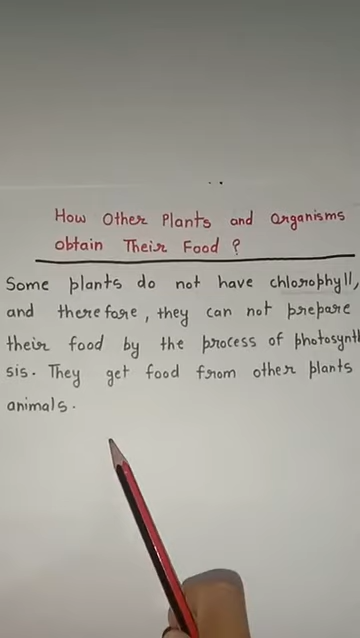 How Other Plants and Organisms
obtain Their Food ?
Some plants do not have chlorophyll,
and therefore, they can not prepare
their food by the process of photosynth
sis. They get food from other plants
animals.